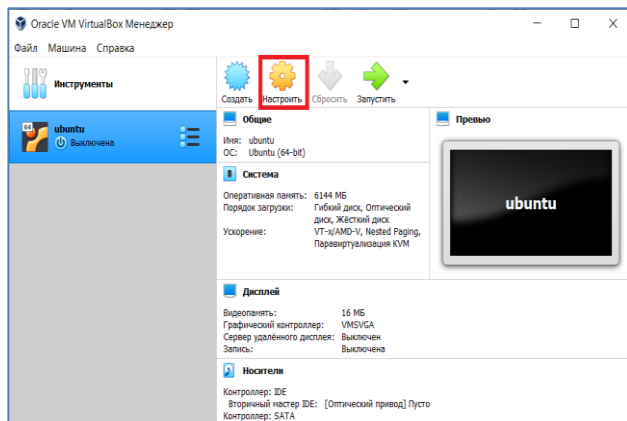 Oracle VM VirtualBox Менеджер
Файл Машина Справка
Инструменты
Создать Настроить Сбросить Запустить
64
ubuntu
Выключена
Общие
Имя: ubuntu
ОС: Ubuntu (64-bit)
Превью
ubuntu
Система
Оперативная память: 6144 МБ
Порядок загрузки: Гибкий диск, Оптический
диск, Жёсткий диск
Ускорение: VT-x/AMD-V, Nested Paging,
Паравиртуализация KVM
Дисплей
Видеопамять: 16 МБ
Графический контроллер: VMSVGA
Сервер удалённого дисплея: Выключен
Запись: Выключена
Носители
Контроллер: IDE
Вторичный мастер IDE: [Оптический привод] Пусто
Контроллер: SATA